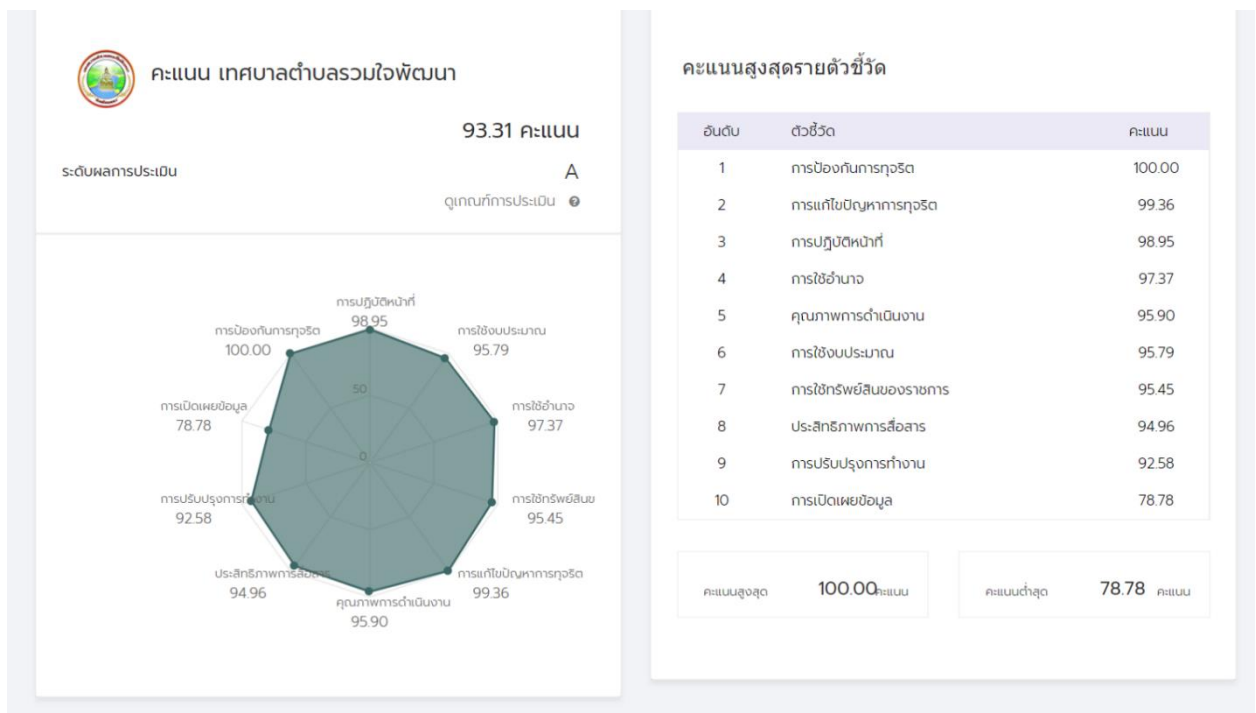 คะแนน เทศบาลตำบลรวมใจพัฒนา
93.31 คะแนน
ระดับผลการประเมิน A
ดูเกณฑ์การประเมิน
การปฏิบัติหน้าที่
98.95
การป้องกันการทุจริต
100.00
การใช้งบประมาณ
95.79
50
การเปิดเผยข้อมูล
78.78
การใช้อำนาจ
97.37
0
การปรับปรุงการทำงาน
92.58
การใช้ทรัพย์สินข
95.45
ประสิทธิภาพการสื่อสาร
94.96
การแก้ไขปัญหาการทุจริต
99.36
คุณภาพการดำเนินงาน
95.90
คะแนนสูงสุดรายตัวชี้วัด
อันดับ ตัวชี้วัด คะแนน
1 การป้องกันการทุจริต 100.00
2 การแก้ไขปัญหาการทุจริต 99.36
3 การปฏิบัติหน้าที่ 98.95
4 การใช้อำนาจ 97.37
5 คุณภาพการดำเนินงาน 95.90
6 การใช้งบประมาณ 95.79
7 การใช้ทรัพย์สินของราชการ 95.45
8 ประสิทธิภาพการสื่อสาร 94.96
9 การปรับปรุงการทำงาน 92.58
10 การเปิดเผยข้อมูล 78.78
คะแนนสูงสุด 100.00 คะแนน
คะแนนต่ำสุด 78.78 คะแนน